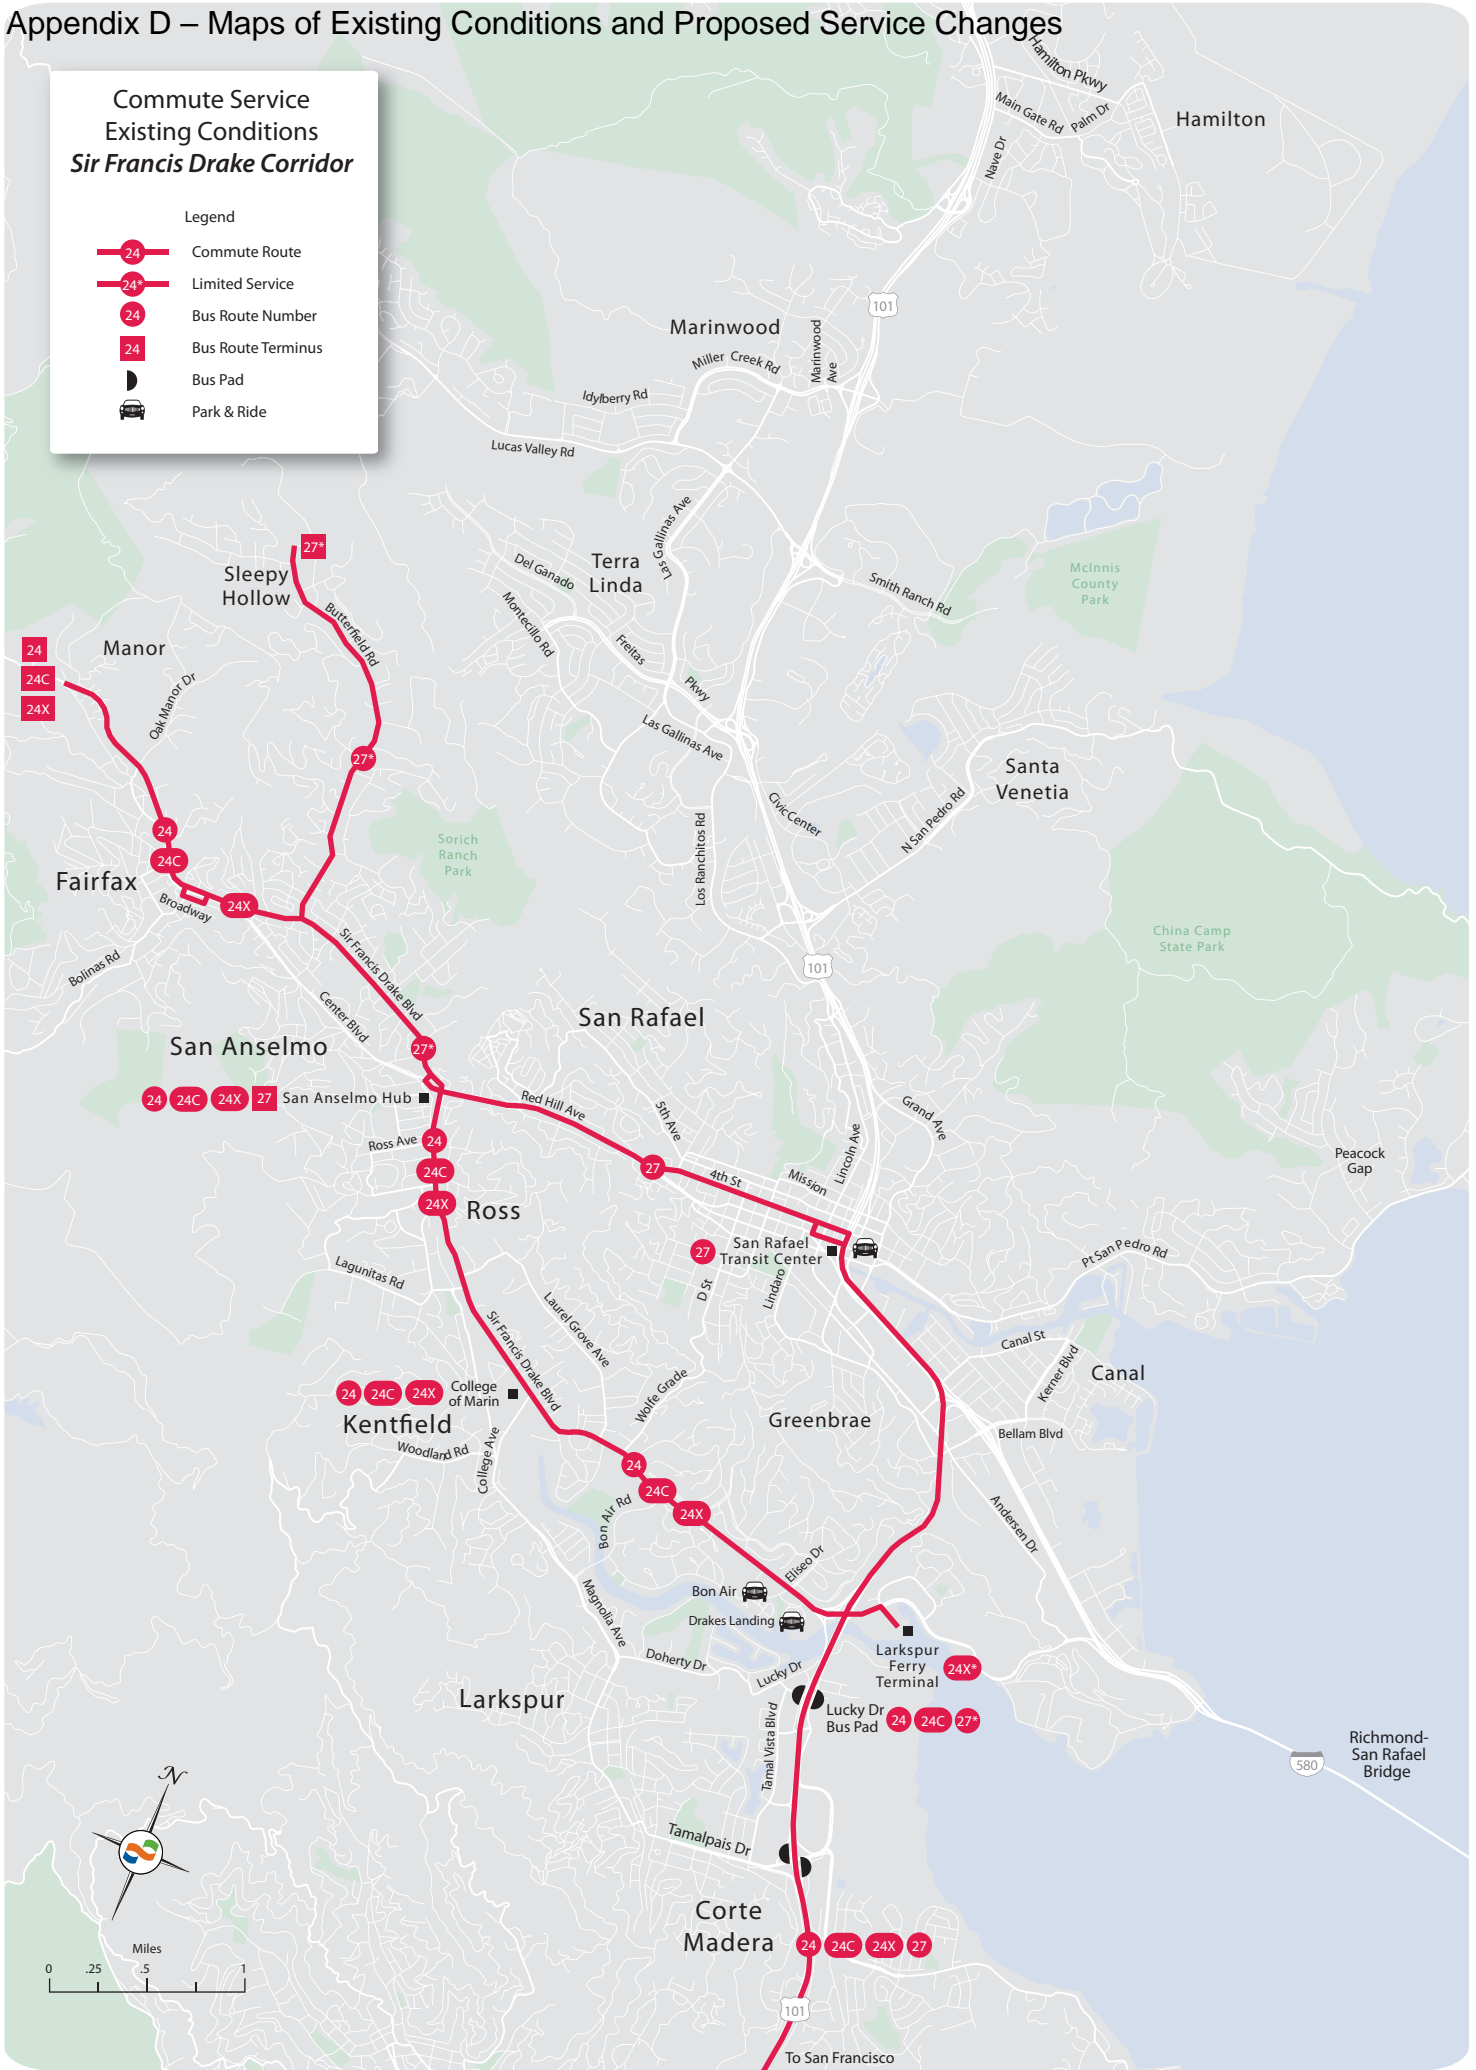 Appendix D – Maps of Existing Conditions and Proposed Service Changes
Commute Service
Existing Conditions
Sir Francis Drake Corridor
Legend
24 Commute Route
24* Limited Service
24 Bus Route Number
24 Bus Route Terminus
Bus Pad
Park & Ride
Hamilton Pkwy
Main Gate Rd
Palm Dr
Hamilton
Nave Dr
101
Marinwood
Marinwood
Ave
Miller Creek Rd
Idylberry Rd
Lucas Valley Rd
Las Gallinas Ave
Terra
Linda
Del Ganado
Montecillo Rd
Freitas
Pkwy
Smith Ranch Rd
McInnis
County
Park
27*
Sleepy
Hollow
Butterfield Rd
24
24C
24X
Manor
Oak Manor Dr
27*
Las Gallinas Ave
Civic Center
Santa
Venetia
N San Pedro Rd
Los Ranchitos Rd
Sorich
Ranch
Park
24
24C
Fairfax
24X
Broadway
Bolinas Rd
Sir Francis Drake Blvd
Center Blvd
China Camp
State Park
101
San Rafael
San Anselmo
27*
24 24C 24X 27 San Anselmo Hub
Red Hill Ave
5th Ave
Grand Ave
Lincoln Ave
Ross Ave
24
24C
24X
Ross
27
4th St
Mission
Peacock
Gap
27
San Rafael
Transit Center
Pt San Pedro Rd
Lagunitas Rd
D St
Lindaro
Laurel Grove Ave
Sir Francis Drake Blvd
Canal St
Kerner Blvd
Canal
24 24C 24X College
of Marin
Kentfield
Wolfe Grade
Greenbrae
Bellam Blvd
Woodland Rd
College Ave
24
24C
24X
Bon Air Rd
Andersen Dr
Eliseo Dr
Bon Air
Drakes Landing
Magnolia Ave
Doherty Dr
Lucky Dr
Larkspur
Ferry
Terminal
24X*
Larkspur
Lucky Dr
Bus Pad
24 24C 27*
Tamal Vista Blvd
Richmond-
San Rafael
Bridge
580
N
Tamalpais Dr
Corte
Madera
24 24C 24X 27
Miles
0 .25 .5 1
101
To San Francisco